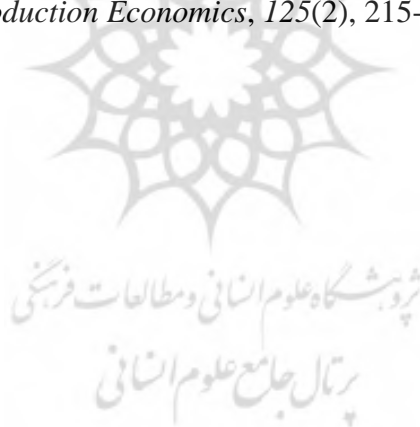 oduction Economics, 125(2), 215-
پژوهشگاه علوم انسانی و مطالعات فرهنگی
پرتال جامع علوم انسانی